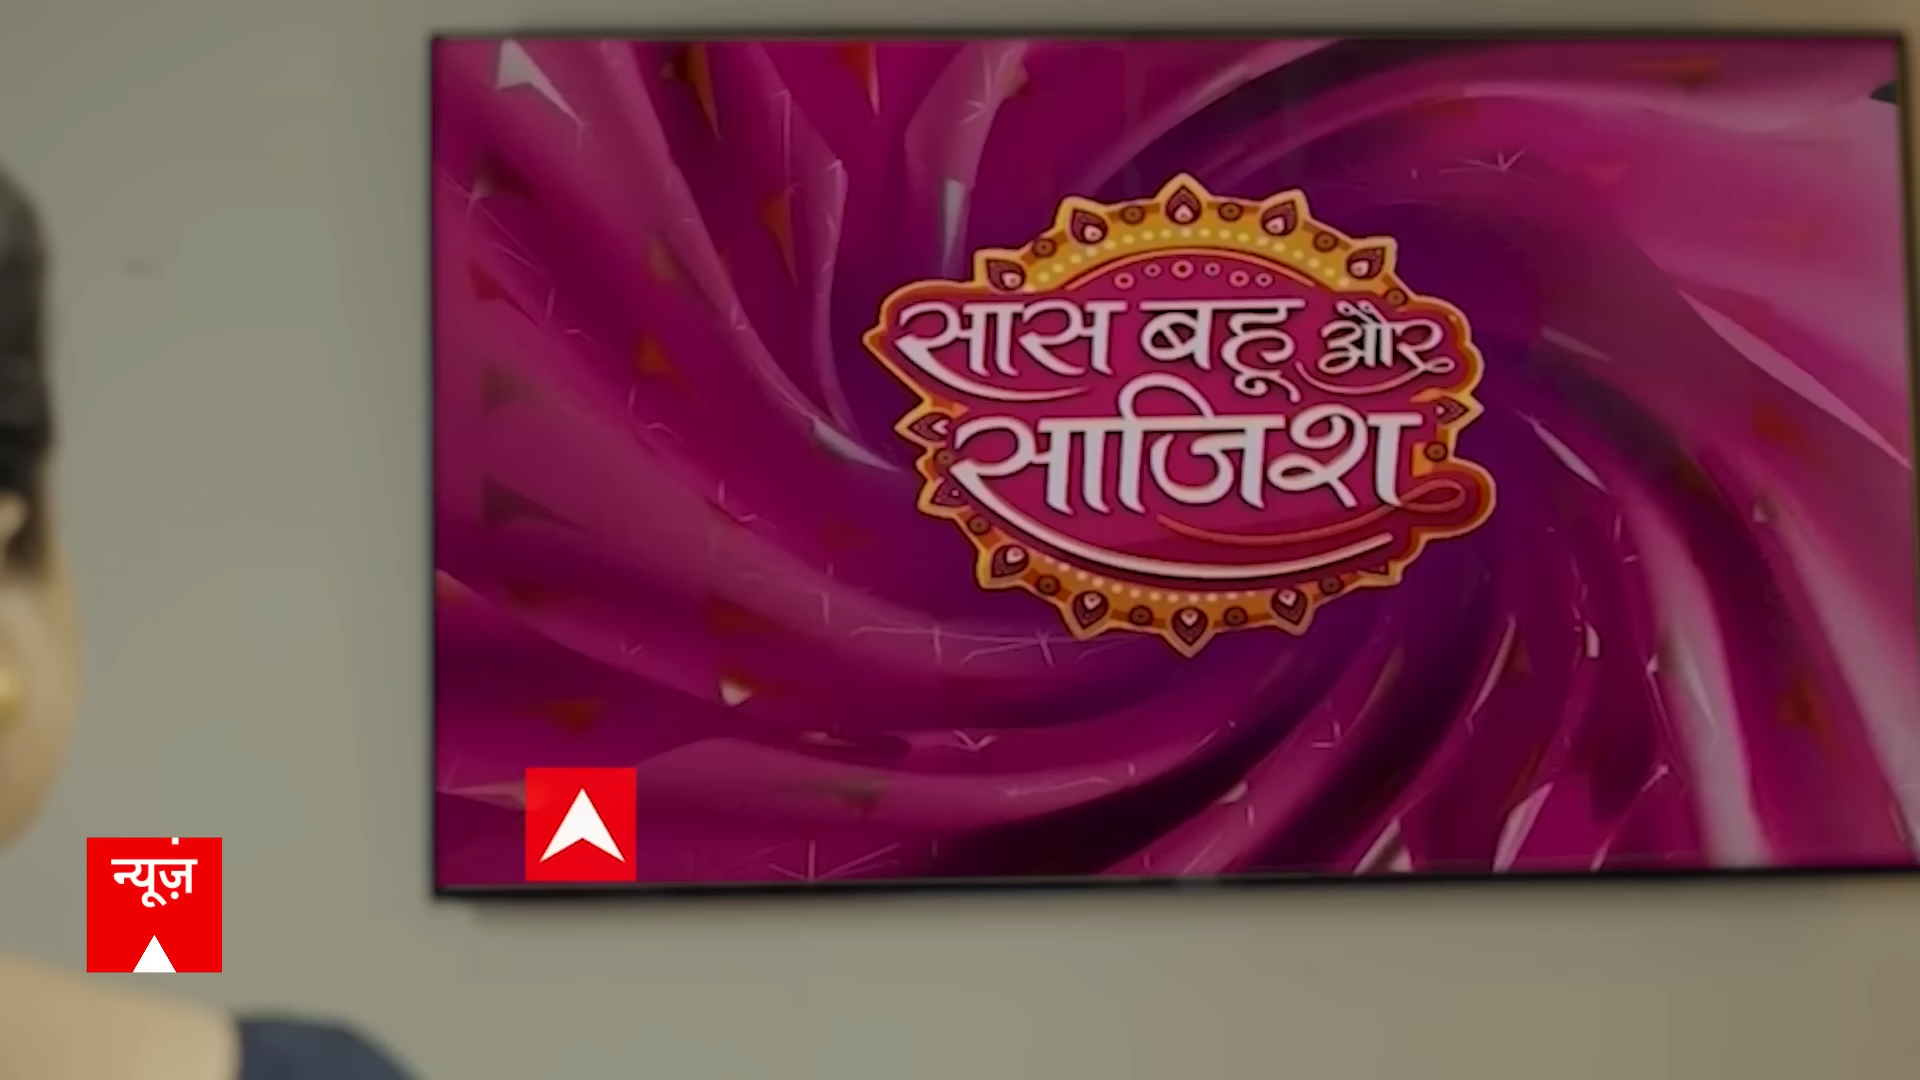 सास बहू और
साजिश
न्यूज़